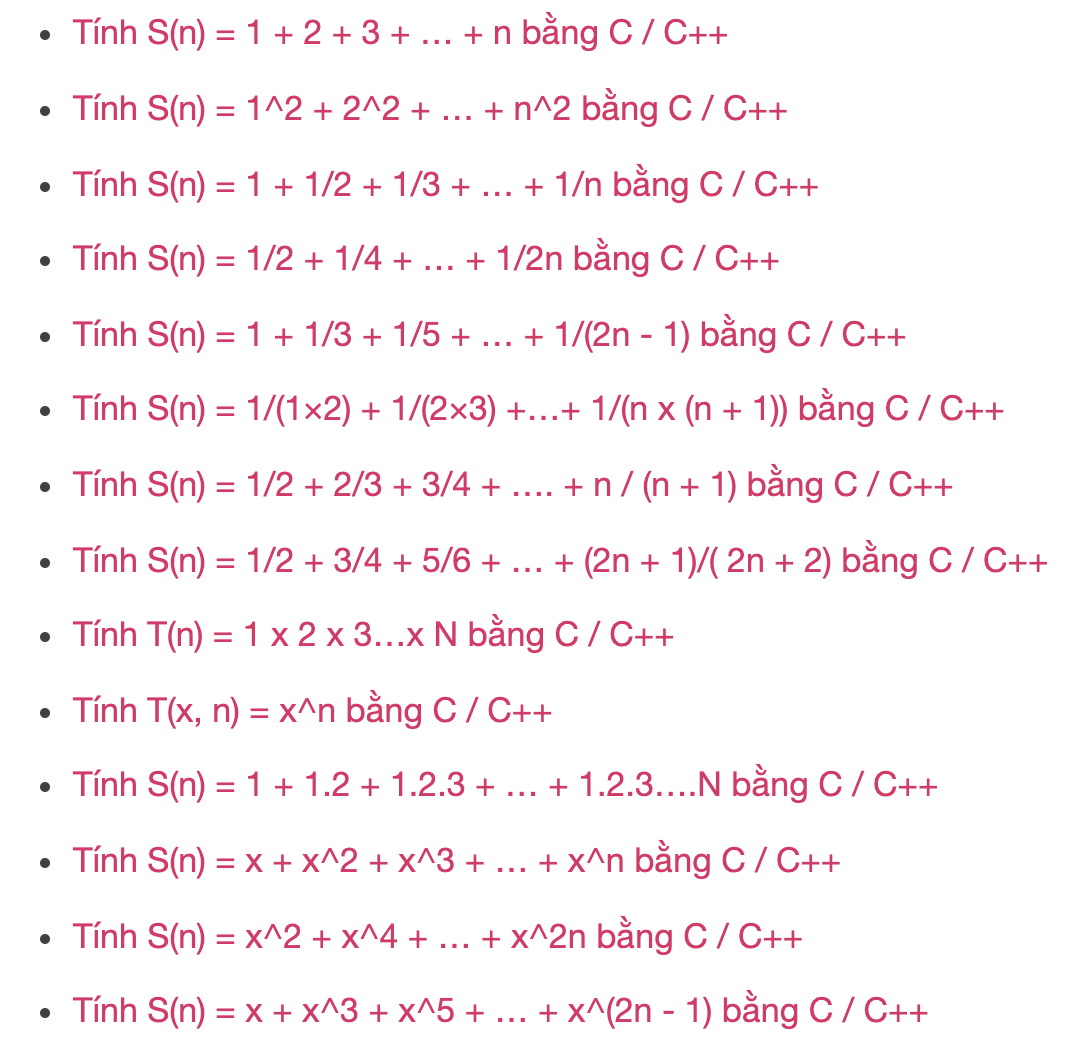 Tính S(n) = 1 + 2 + 3 + … + n bằng C / C++
Tính S(n) = 1^2 + 2^2 + … + n^2 bằng C / C++
Tính S(n) = 1 + 1/2 + 1/3 + … + 1/n bằng C / C++
Tính S(n) = 1/2 + 1/4 + … + 1/2n bằng C / C++
Tính S(n) = 1 + 1/3 + 1/5 + … + 1/(2n - 1) bằng C / C++
Tính S(n) = 1/(1×2) + 1/(2×3) +…+ 1/(n x (n + 1)) bằng C / C++
Tính S(n) = 1/2 + 2/3 + 3/4 + …. + n / (n + 1) bằng C / C++
Tính S(n) = 1/2 + 3/4 + 5/6 + … + (2n + 1)/( 2n + 2) bằng C / C++
Tính T(n) = 1 x 2 x 3…x N bằng C / C++
Tính T(x, n) = x^n bằng C / C++
Tính S(n) = 1 + 1.2 + 1.2.3 + … + 1.2.3….N bằng C / C++
Tính S(n) = x + x^2 + x^3 + … + x^n bằng C / C++
Tính S(n) = x^2 + x^4 + … + x^2n bằng C / C++
Tính S(n) = x + x^3 + x^5 + … + x^(2n - 1) bằng C / C++